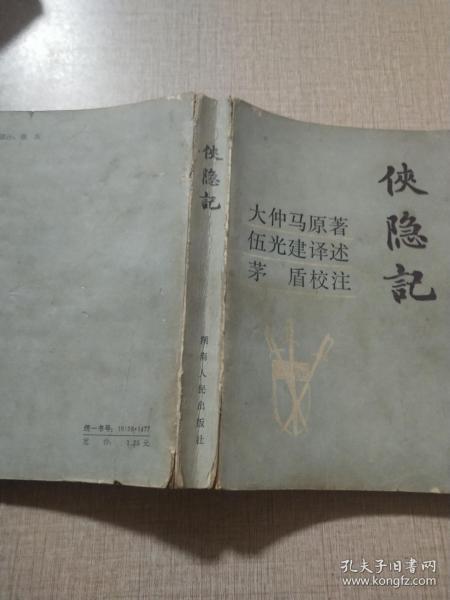 侠隐記
大仲马原著
伍光建译述
茅 盾校注
侠隐記
湖南人民出版社
统一书号：10109·1477
定 价： 1.25 元
孔夫子旧书网
www.kongfz.com